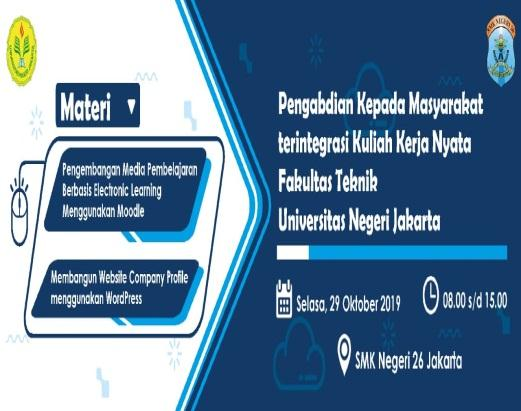 Materi
Pengembangan Media Pembelajaran
Berbasis Electronic Learning
Menggunakan Moodle
Membangun Website Company Profile
menggunakan WordPress
Pengabdian Kepada Masyarakat
terintegrasi Kuliah Kerja Nyata
Fakultas Teknik
Universitas Negeri Jakarta
Selasa, 29 Oktober 2019
08.00 s/d 15.00
SMK Negeri 26 Jakarta